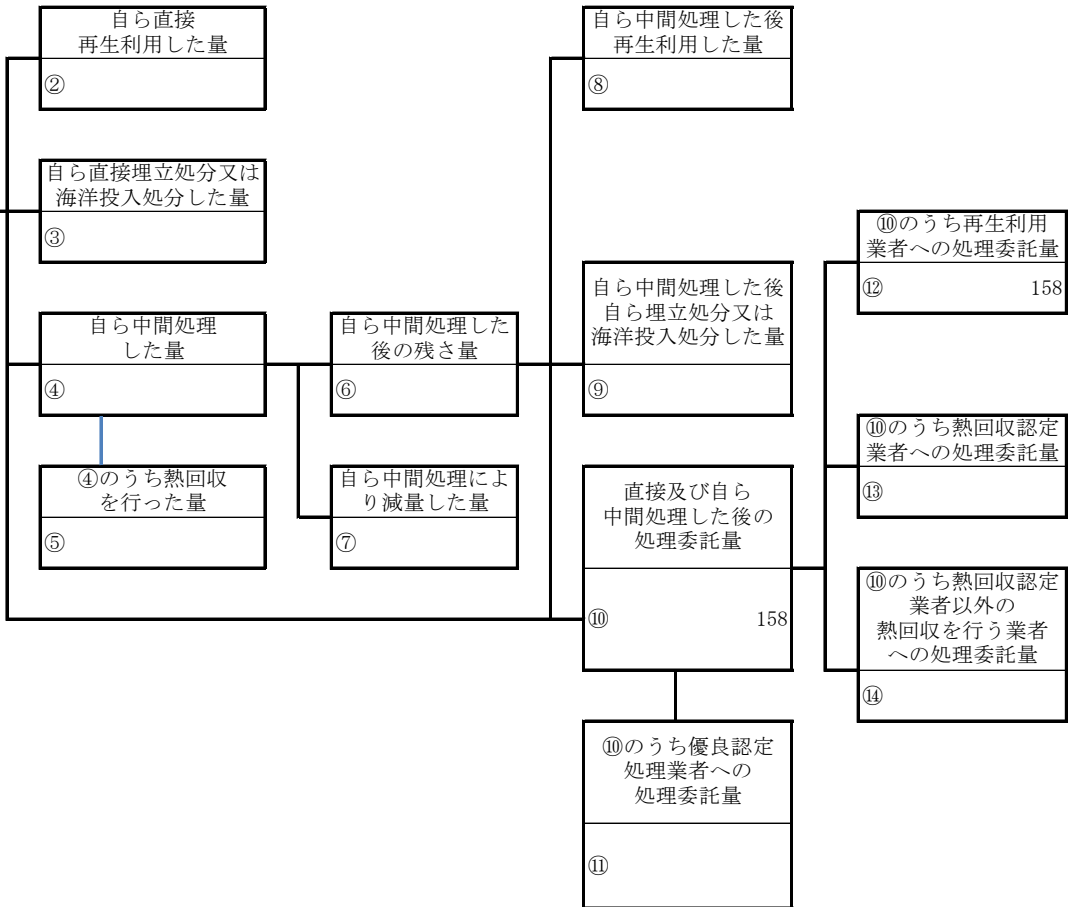 自ら直接
再生利用した量
②
自ら直接埋立処分又は
海洋投入処分した量
③
自ら中間処理
した量
④
④のうち熱回収
を行った量
⑤
自ら中間処理した
後の残さ量
⑥
自ら中間処理によ
り減量した量
⑦
自ら中間処理した後
再生利用した量
⑧
自ら中間処理した後
自ら埋立処分又は
海洋投入処分した量
⑨
直接及び自ら
中間処理した後の
処理委託量
⑩ 158
⑩のうち優良認定
処理業者への
処理委託量
⑪
⑩のうち再生利用
業者への処理委託量
⑫ 158
⑩のうち熱回収認定
業者への処理委託量
⑬
⑩のうち熱回収認定
業者以外の
熱回収を行う業者
への処理委託量
⑭